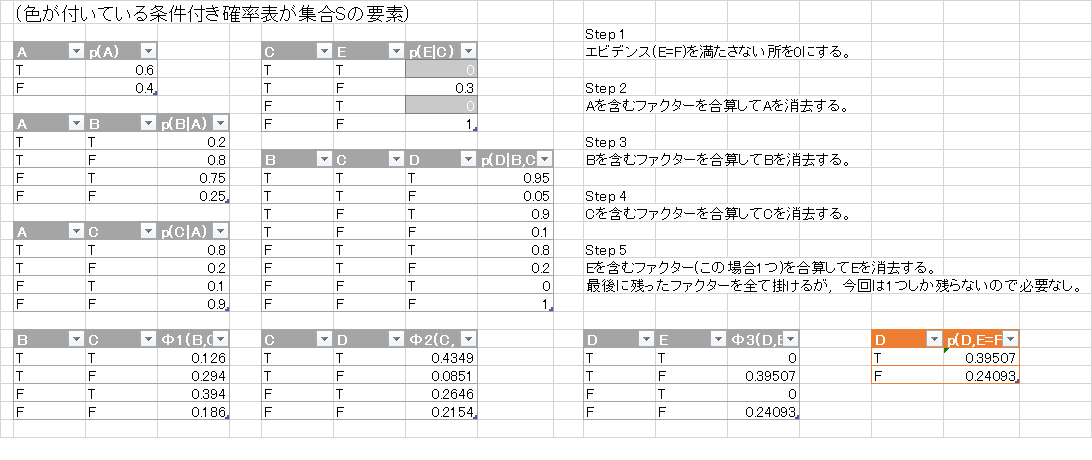 (色が付いている条件付き確率表が集合Sの要素)
A p(A)
T 0.6
F 0.4
A B p(B|A)
T T 0.2
T F 0.8
F T 0.75
F F 0.25
A C p(C|A)
T T 0.8
T F 0.2
F T 0.1
F F 0.9
C E p(E|C)
T T 0
T F 0.3
F T 0
F F 1
B C D p(D|B,C
T T T 0.95
T T F 0.05
T F T 0.9
T F F 0.1
F T T 0.8
F T F 0.2
F F T 0
F F F 1
Step 1
エビデンス(E=F)を満たさない所を0にする。
Step 2
Aを含むファクターを合算してAを消去する。
Step 3
Bを含むファクターを合算してBを消去する。
Step 4
Cを含むファクターを合算してCを消去する。
Step 5
Eを含むファクター(この場合1つ)を合算してEを消去する。
最後に残ったファクターを全て掛けるが，今回は1つしか残らないので必要なし。
B C Φ1(B,C
T T 0.126
T F 0.294
F T 0.394
F F 0.186
C D Φ2(C,
T T 0.4349
T F 0.0851
F T 0.2646
F F 0.2154
D E Φ3(D,E
T T 0
T F 0.39507
F T 0
F F 0.24093
D p(D,E=F
T 0.39507
F 0.24093